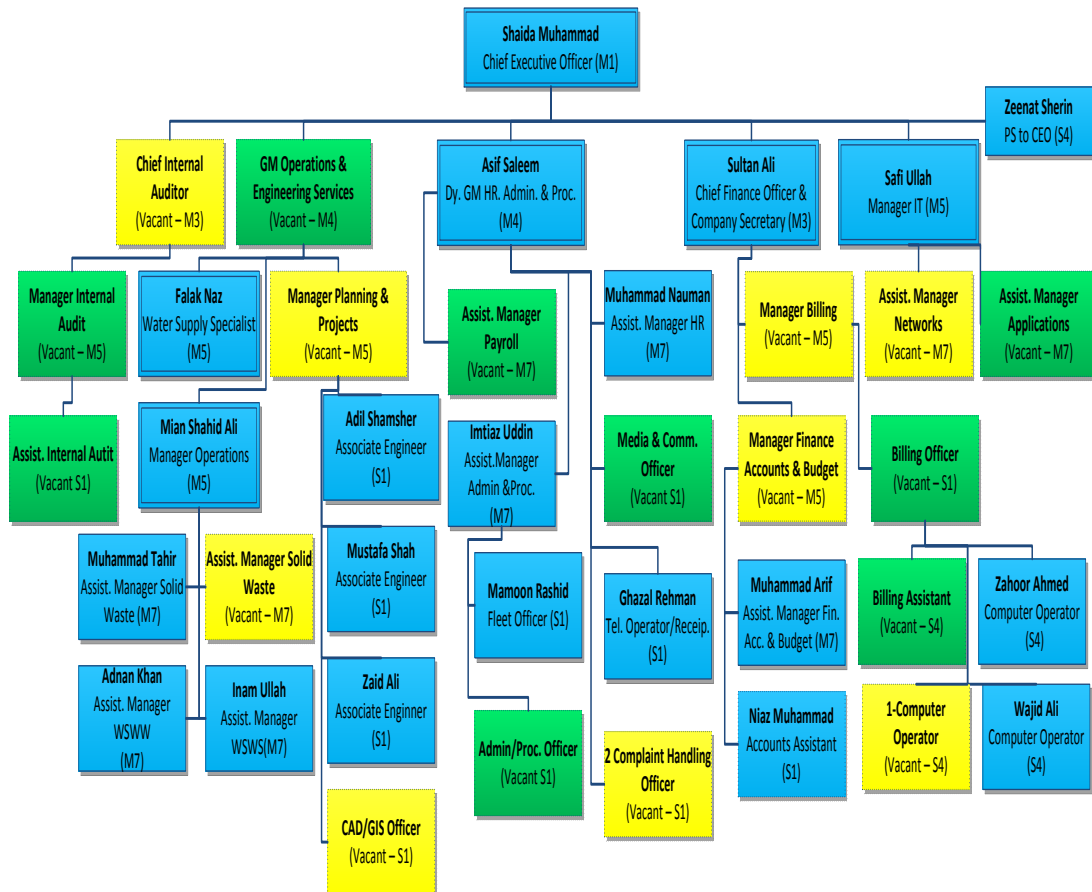 Shaida Muhammad
Chief Executive Officer (M1)
Zeenat Sherin
PS to CEO (S4)
Chief Internal
Auditor
(Vacant – M3)
GM Operations &
Engineering Services
(Vacant – M4)
Asif Saleem
Dy. GM HR. Admin. & Proc.
(M4)
Sultan Ali
Chief Finance Officer &
Company Secretary (M3)
Safi Ullah
Manager IT (M5)
Manager Internal
Audit
(Vacant – M5)
Falak Naz
Water Supply Specialist
(M5)
Manager Planning &
Projects
(Vacant – M5)
Assist. Manager
Payroll
(Vacant – M7)
Muhammad Nauman
Assist. Manager HR
(M7)
Manager Billing
(Vacant – M5)
Assist. Manager
Networks
(Vacant – M7)
Assist. Manager
Applications
(Vacant – M7)
Assist. Internal Autit
(Vacant S1)
Mian Shahid Ali
Manager Operations
(M5)
Adil Shamsher
Associate Engineer
(S1)
Imtiaz Uddin
Assist.Manager
Admin &Proc.
(M7)
Media & Comm.
Officer
(Vacant S1)
Manager Finance
Accounts & Budget
(Vacant – M5)
Billing Officer
(Vacant – S1)
Muhammad Tahir
Assist. Manager Solid
Waste (M7)
Assist. Manager Solid
Waste
(Vacant – M7)
Mustafa Shah
Associate Engineer
(S1)
Mamoon Rashid
Fleet Officer (S1)
Ghazal Rehman
Tel. Operator/Receip.
(S1)
Muhammad Arif
Assist. Manager Fin.
Acc. & Budget (M7)
Billing Assistant
(Vacant – S4)
Zahoor Ahmed
Computer Operator
(S4)
Adnan Khan
Assist. Manager
WSWW
(M7)
Inam Ullah
Assist. Manager
WSWS(M7)
Zaid Ali
Associate Enginner
(S1)
Admin/Proc. Officer
(Vacant S1)
2 Complaint Handling
Officer
(Vacant – S1)
Niaz Muhammad
Accounts Assistant
(S1)
1-Computer
Operator
(Vacant – S4)
Wajid Ali
Computer Operator
(S4)
CAD/GIS Officer
(Vacant – S1)